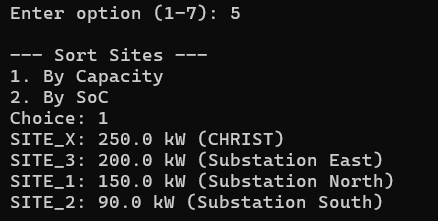 Enter option (1-7): 5
--- Sort Sites ---
1. By Capacity
2. By SoC
Choice: 1
SITE_X: 250.0 kW (CHRIST)
SITE_3: 200.0 kW (Substation East)
SITE_1: 150.0 kW (Substation North)
SITE_2: 90.0 kW (Substation South)